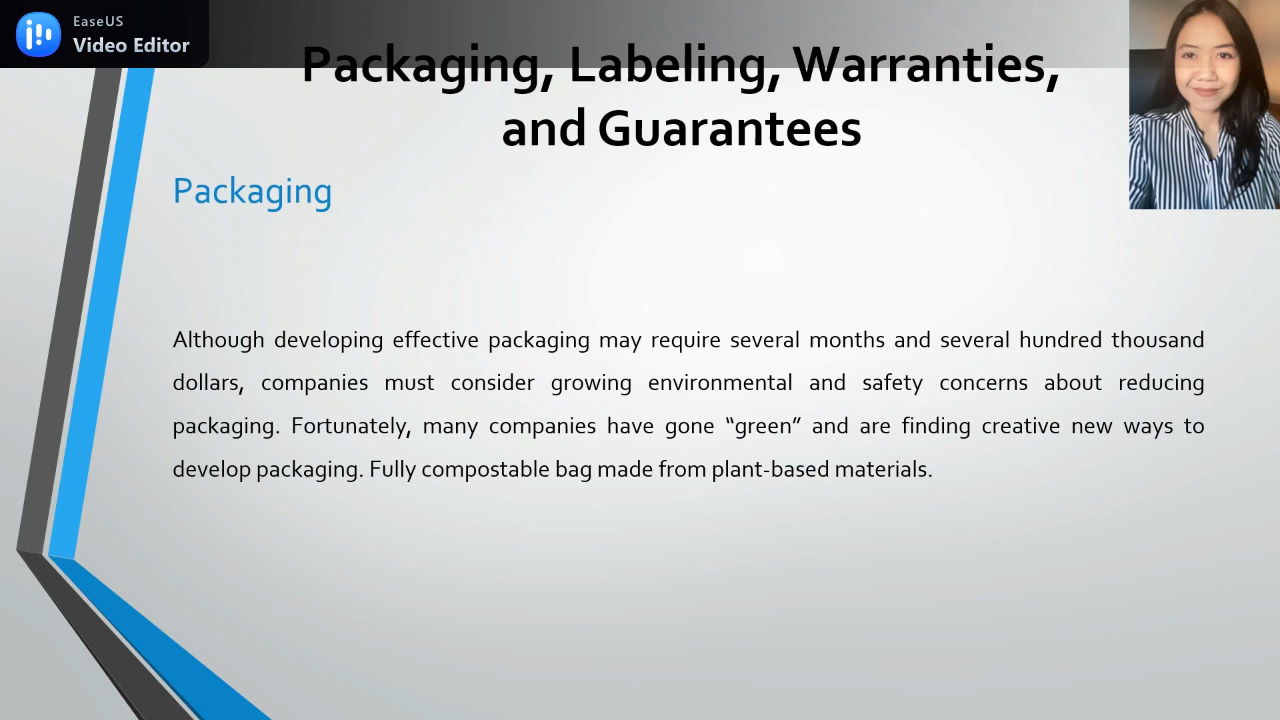 EaseUS
Video Editor
Packaging, Labeling, Warranties,
and Guarantees
Packaging
Although developing effective packaging may require several months and several hundred thousand
dollars, companies must consider growing environmental and safety concerns about reducing
packaging. Fortunately, many companies have gone “green” and are finding creative new ways to
develop packaging. Fully compostable bag made from plant-based materials.